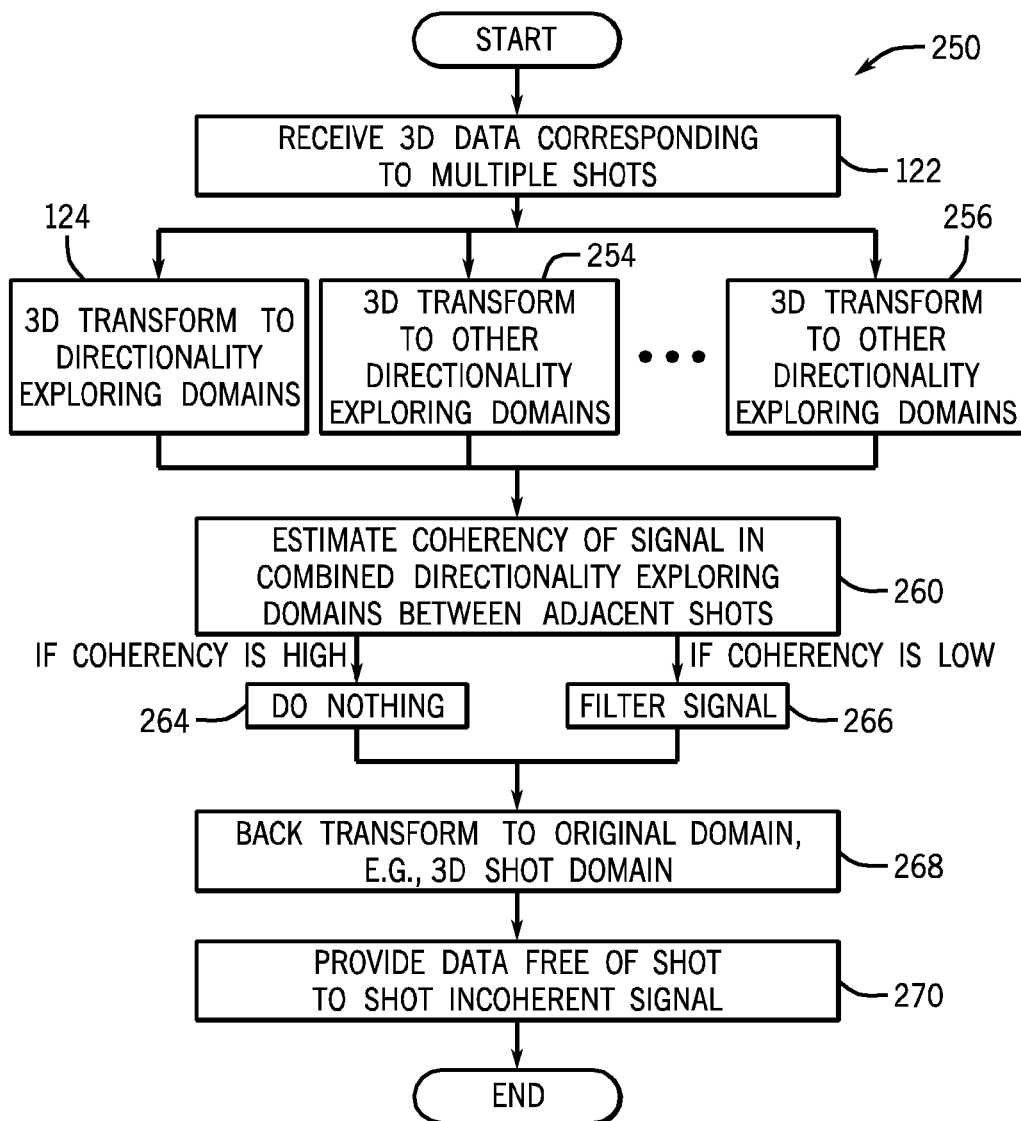 START
250
RECEIVE 3D DATA CORRESPONDING
TO MULTIPLE SHOTS
122
124
254
256
3D TRANSFORM TO
DIRECTIONALITY
EXPLORING DOMAINS
3D TRANSFORM
TO OTHER
DIRECTIONALITY
EXPLORING DOMAINS
3D TRANSFORM
TO OTHER
DIRECTIONALITY
EXPLORING DOMAINS
ESTIMATE COHERENCY OF SIGNAL IN
COMBINED DIRECTIONALITY EXPLORING
DOMAINS BETWEEN ADJACENT SHOTS
260
IF COHERENCY IS HIGH
IF COHERENCY IS LOW
264
DO NOTHING
FILTER SIGNAL
266
BACK TRANSFORM TO ORIGINAL DOMAIN,
E.G., 3D SHOT DOMAIN
268
PROVIDE DATA FREE OF SHOT
TO SHOT INCOHERENT SIGNAL
270
END